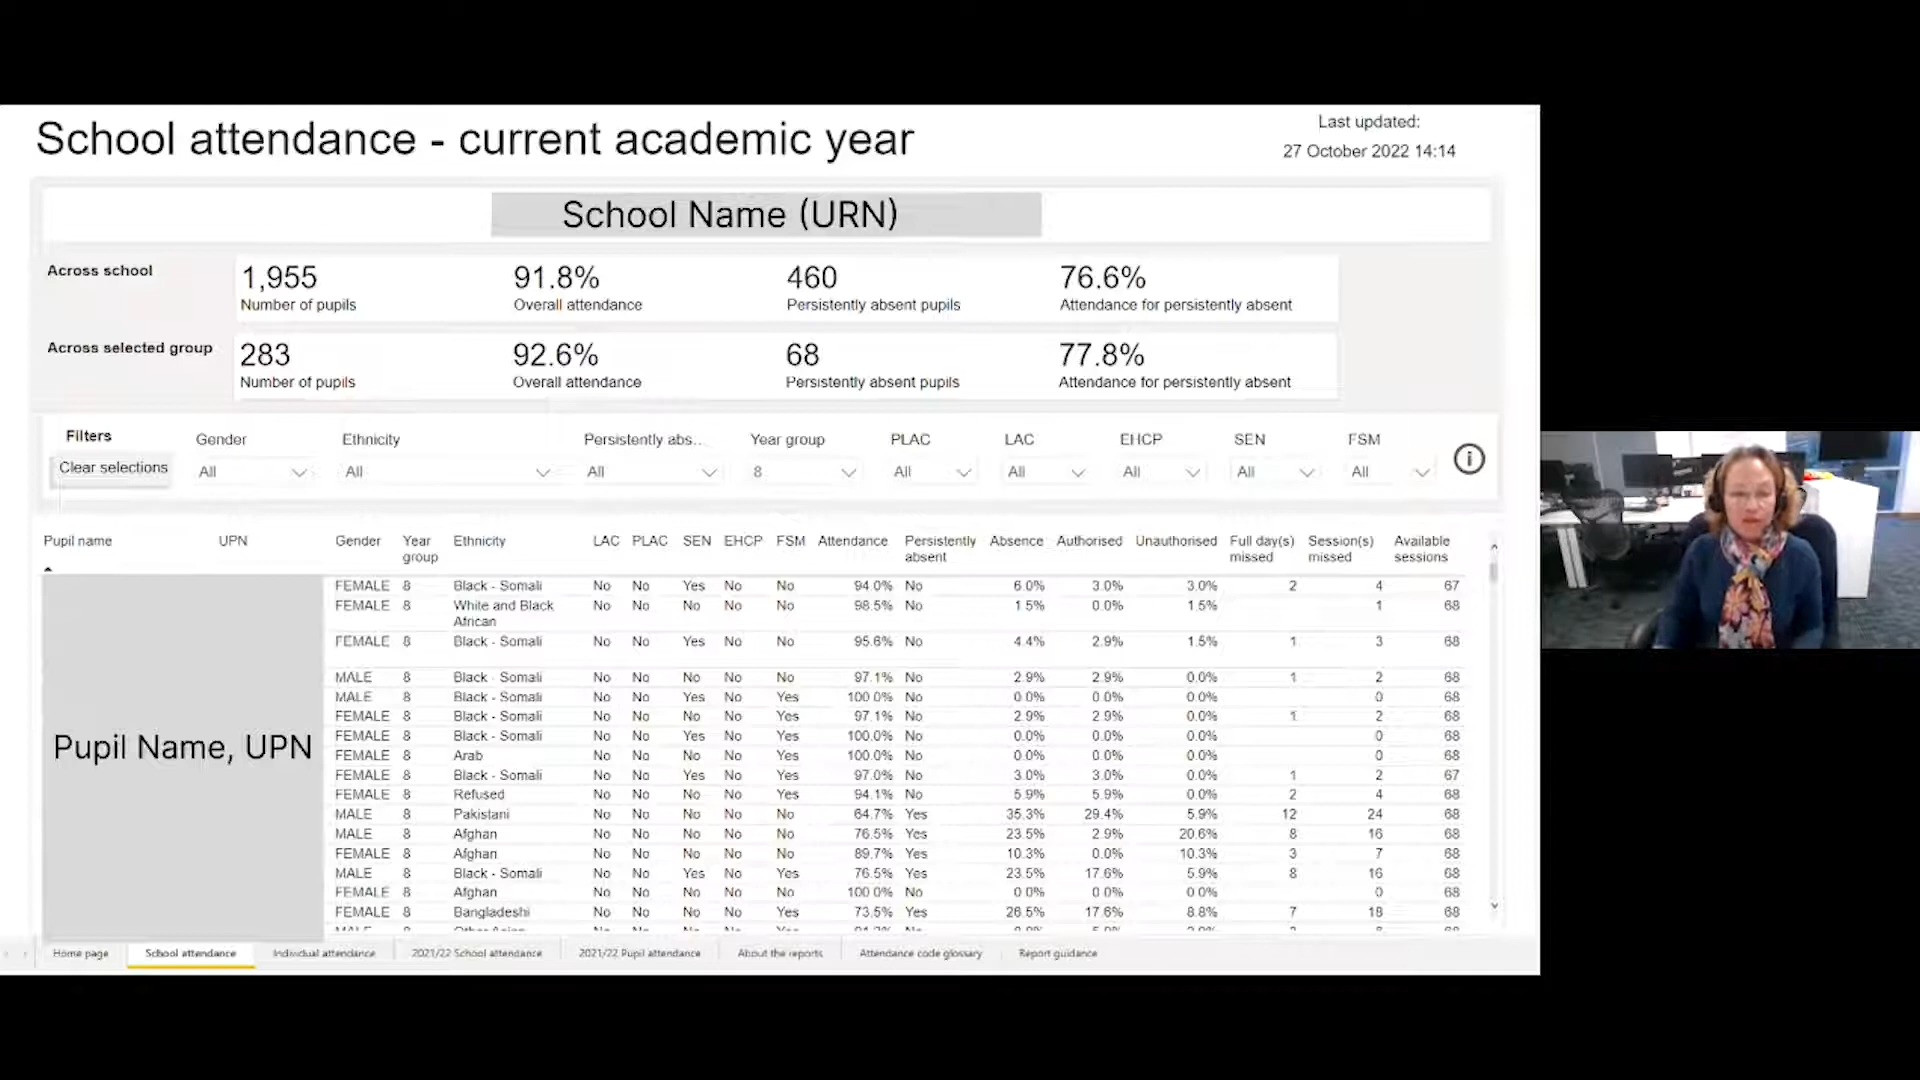 School attendance - current academic year
Last updated:
27 October 2022 14:14
School Name (URN)
Across school
1,955 91.8% 460 76.6%
Number of pupils Overall attendance Persistently absent pupils Attendance for persistently absent
Across selected group
283 92.6% 68 77.8%
Number of pupils Overall attendance Persistently absent pupils Attendance for persistently absent
Filters Gender Ethnicity Persistently abs... Year group PLAC LAC EHCP SEN FSM
Clear selections All All All 8 All All All All All
Pupil name UPN Gender Year group Ethnicity LAC PLAC SEN EHCP FSM Attendance Persistently absent Absence Authorised Unauthorised Full day(s) missed Session(s) missed Available sessions
FEMALE 8 Black - Somali No No Yes No No 94.0% No 6.0% 3.0% 3.0% 2 4 67
FEMALE 8 White and Black African No No No No No 98.5% No 1.5% 0.0% 1.5% 1 68
FEMALE 8 Black - Somali No No Yes No No 95.6% No 4.4% 2.9% 1.5% 1 3 68
MALE 8 Black - Somali No No No No No 97.1% No 2.9% 2.9% 0.0% 1 2 68
MALE 8 Black - Somali No No Yes No Yes 100.0% No 0.0% 0.0% 0.0% 0 68
FEMALE 8 Black - Somali No No No No Yes 97.1% No 2.9% 2.9% 0.0% 1 2 68
FEMALE 8 Black - Somali No No Yes No Yes 100.0% No 0.0% 0.0% 0.0% 0 68
FEMALE 8 Arab No No No No Yes 100.0% No 0.0% 0.0% 0.0% 0 68
FEMALE 8 Black - Somali No No Yes No Yes 97.0% No 3.0% 3.0% 0.0% 1 2 67
FEMALE 8 Refused No No No No Yes 94.1% No 5.9% 5.9% 0.0% 2 4 68
MALE 8 Pakistani No No No No No 64.7% Yes 35.3% 29.4% 5.9% 12 24 68
MALE 8 Afghan No No No No No 76.5% Yes 23.5% 2.9% 20.6% 8 16 68
FEMALE 8 Afghan No No No No No 89.7% Yes 10.3% 0.0% 10.3% 3 7 68
MALE 8 Black - Somali No No Yes No Yes 76.5% Yes 23.5% 17.6% 5.9% 8 16 68
FEMALE 8 Afghan No No No No No 100.0% No 0.0% 0.0% 0.0% 0 68
FEMALE 8 Bangladeshi No No No No Yes 73.5% Yes 26.5% 17.6% 8.8% 7 18 68
Pupil Name, UPN
Home page School attendance Individual attendance 2021/22 School attendance 2021/22 Pupil attendance About the reports Attendance code glossary Report guidance